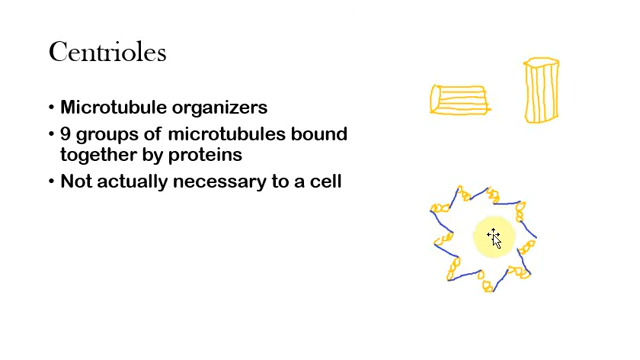 Centrioles
• Microtubule organizers
• 9 groups of microtubules bound
together by proteins
• Not actually necessary to a cell